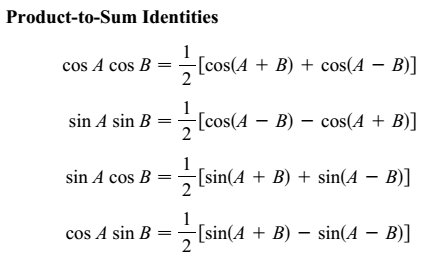 Product-to-Sum Identities
cos A cos B = 1/2 [cos(A + B) + cos(A − B)]
sin A sin B = 1/2 [cos(A − B) − cos(A + B)]
sin A cos B = 1/2 [sin(A + B) + sin(A − B)]
cos A sin B = 1/2 [sin(A + B) − sin(A − B)]